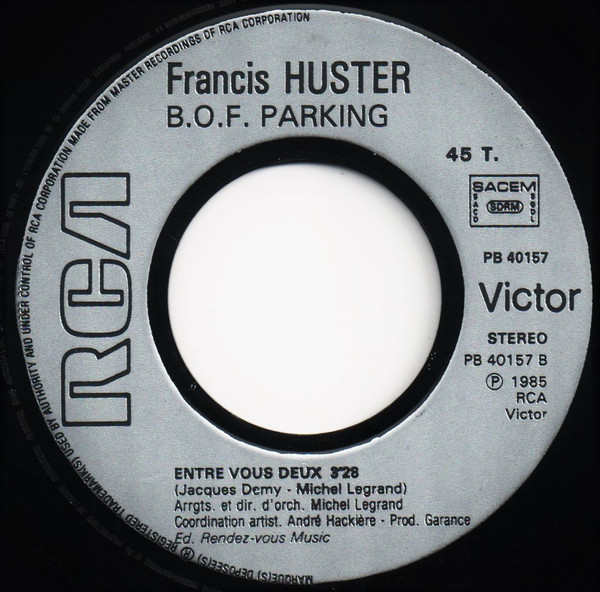 Francis HUSTER
B.O.F. PARKING
45 T.
SACEM
SACD
SDRM
SGDL
PB 40157
RCA
Victor
STEREO
PB 40157 B
Ⓟ 1985
RCA
Victor
ENTRE VOUS DEUX 3"28
(Jacques Demy - Michel Legrand)
Arrgts. et dir. d'orch. Michel Legrand
Coordination artist. André Hackière - Prod. Garance
Ed. Rendez-vous Music
MARQUE(S) DÉPOSÉE(S) ® REGISTERED TRADEMARK(S) USED BY AUTHORITY AND UNDER CONTROL OF RCA CORPORATION MADE FROM MASTER RECORDINGS OF RCA CORPORATION